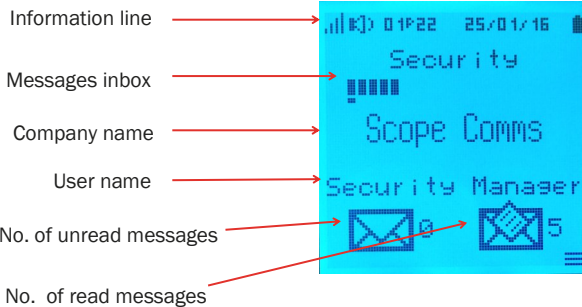 Information line
01P22 25/01/16
Security
Messages inbox
Company name
Scope Comms
User name
Security Manager
No. of unread messages
0
5
No. of read messages